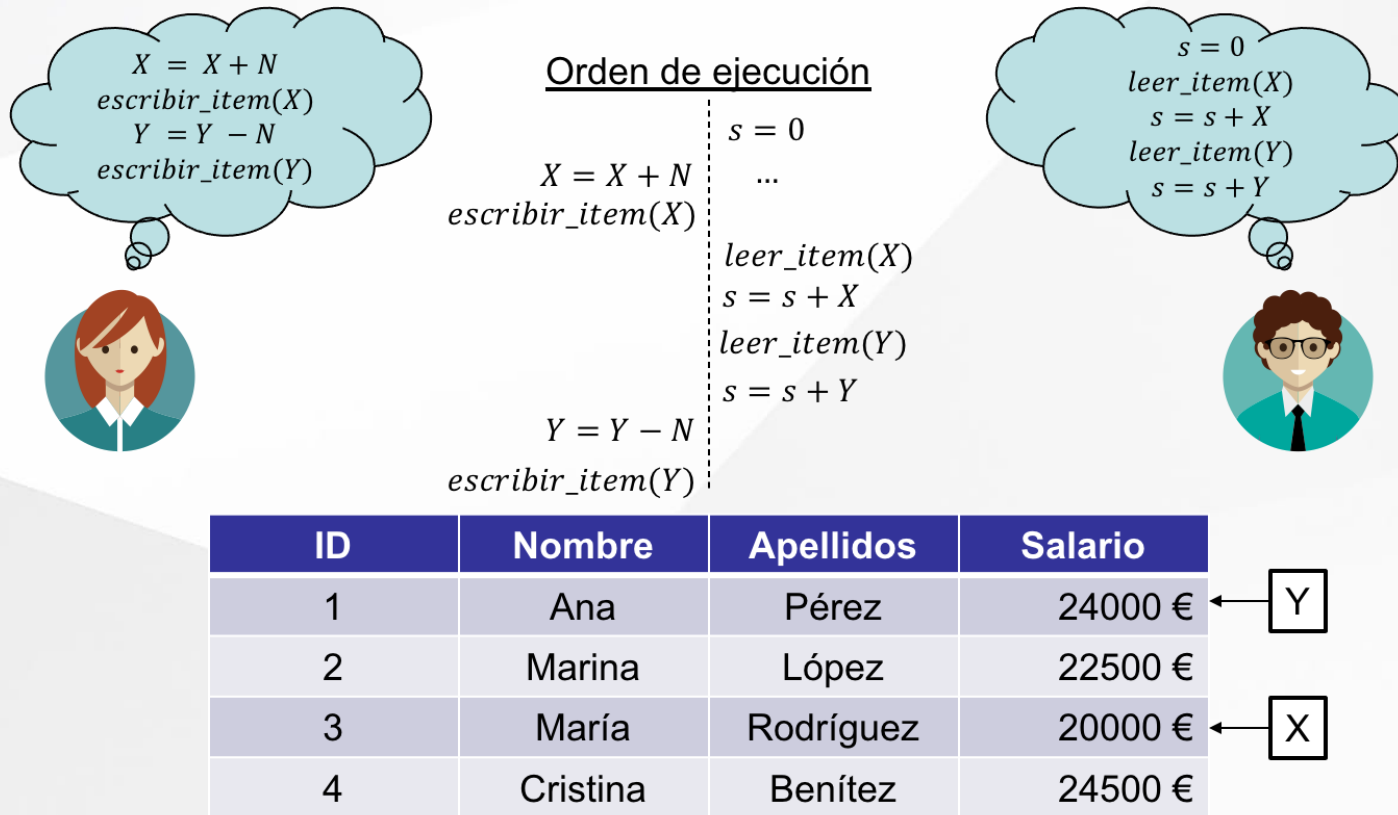 X = X + N
escribir_item(X)
Y = Y − N
escribir_item(Y)
Orden de ejecución
s = 0
leer_item(X)
s = s + X
leer_item(Y)
s = s + Y
s = 0
X = X + N ...
escribir_item(X)
leer_item(X)
s = s + X
leer_item(Y)
s = s + Y
Y = Y − N
escribir_item(Y)
ID Nombre Apellidos Salario
1 Ana Pérez 24000 € Y
2 Marina López 22500 €
3 María Rodríguez 20000 € X
4 Cristina Benítez 24500 €